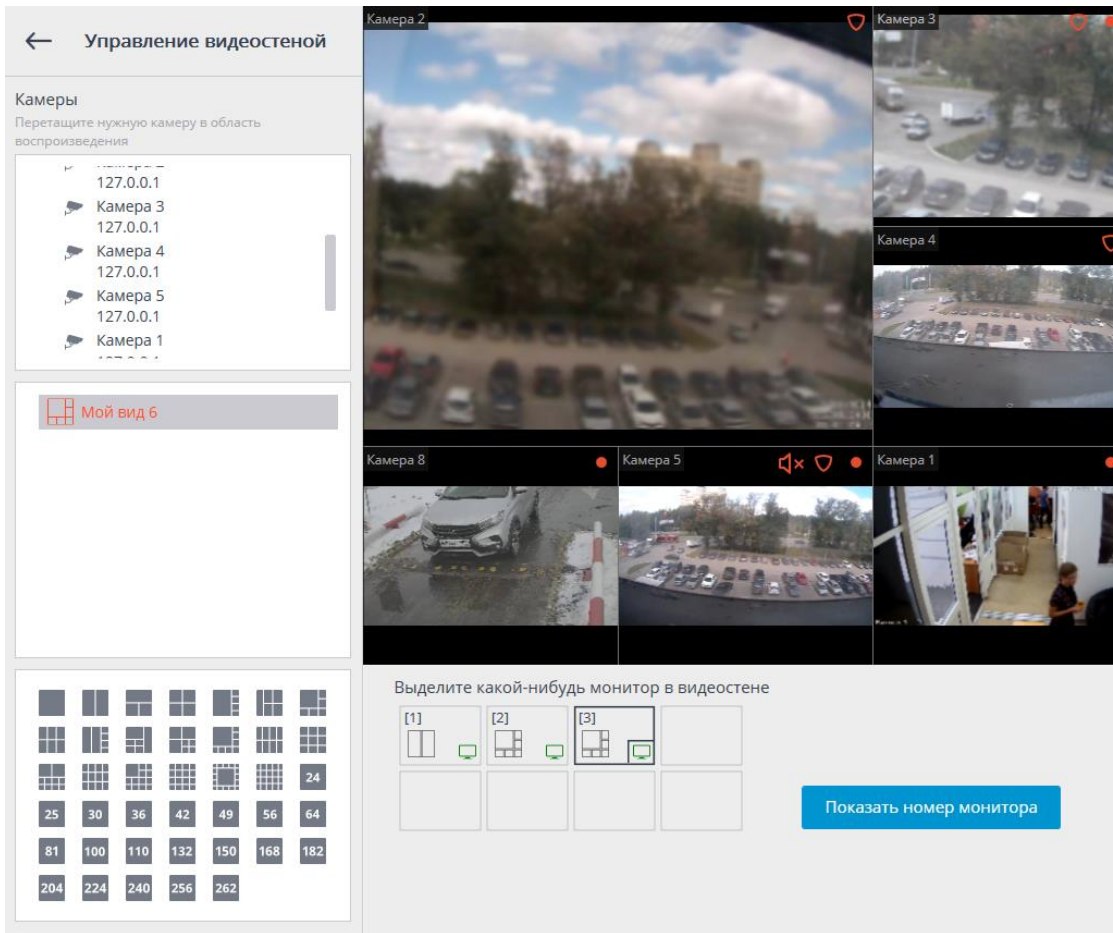 Управление видеостеной
Камеры
Перетащите нужную камеру в область
воспроизведения
127.0.0.1
Камера 3
127.0.0.1
Камера 4
127.0.0.1
Камера 5
127.0.0.1
Камера 1
Мой вид 6
24
25 30 36 42 49 56 64
81 100 110 132 150 168 182
204 224 240 256 262
Камера 2
Камера 3
Камера 4
Камера 8
Камера 5
Камера 1
Выделите какой-нибудь монитор в видеостене
[1] [2] [3]
Показать номер монитора